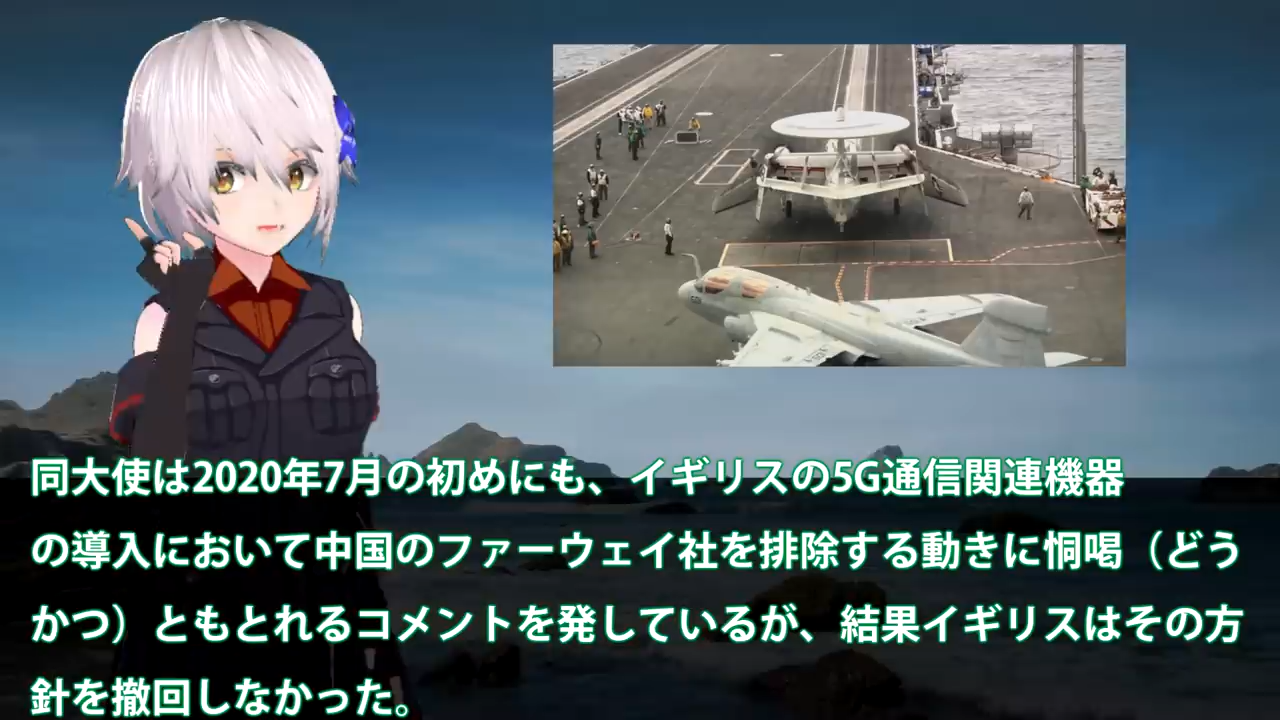 同大使は2020年7月の初めにも、イギリスの5G通信関連機器
の導入において中国のファーウェイ社を排除する動きに恫喝（どう
かつ）ともとれるコメントを発しているが、結果イギリスはその方
針を撤回しなかった。